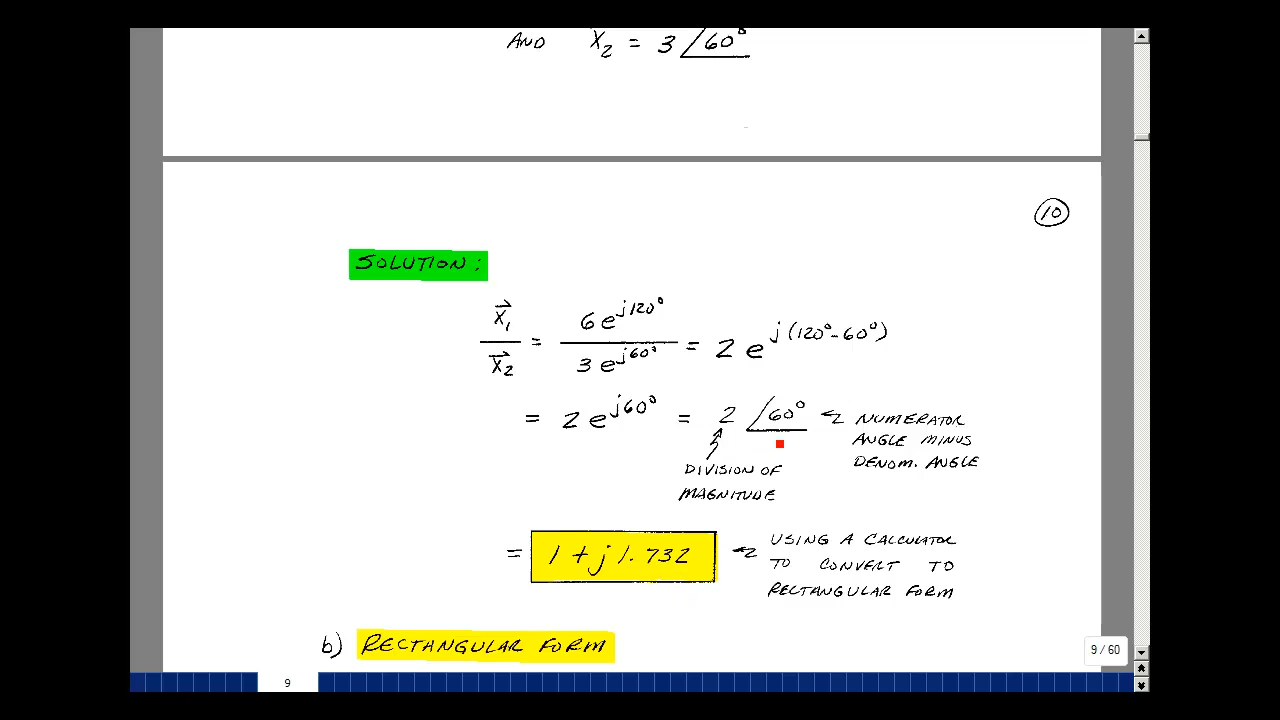 AND X₂ = 3 /60°
10
SOLUTION:
X₁/X₂ = 6e^j120° / 3e^j60° = 2e^j(120°-60°)
= 2e^j60° = 2 /60° ⇐ NUMERATOR
ANGLE MINUS
DENOM. ANGLE
DIVISION OF
MAGNITUDE
= 1 + j 1.732 ⇐ USING A CALCULATOR
TO CONVERT TO
RECTANGULAR FORM
b) RECTANGULAR FORM
9 / 60
9